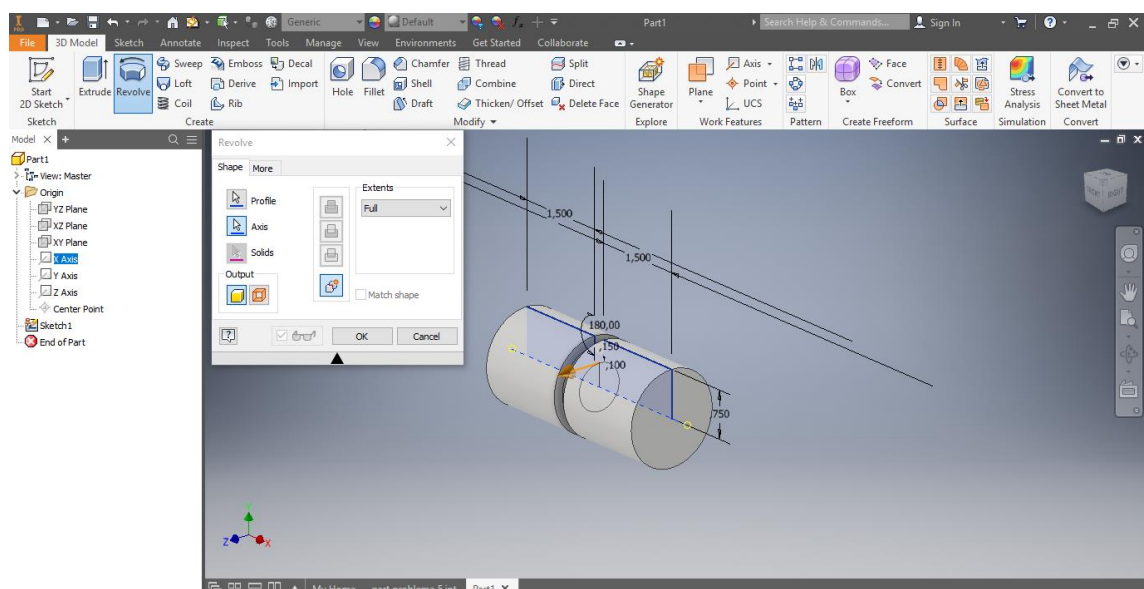 PRO
Generic
Default
Part1
Search Help & Commands...
Sign In
File 3D Model Sketch Annotate Inspect Tools Manage View Environments Get Started Collaborate
Start
2D Sketch
Extrude
Revolve
Sweep
Loft
Coil
Emboss
Derive
Rib
Decal
Import
Hole
Fillet
Chamfer
Shell
Draft
Thread
Combine
Thicken/ Offset
Split
Direct
Delete Face
Shape
Generator
Plane
Axis
Point
UCS
Box
Face
Convert
Stress
Analysis
Convert to
Sheet Metal
Sketch
Create
Modify
Explore
Work Features
Pattern
Create Freeform
Surface
Simulation
Convert
Model
Part1
View: Master
Origin
YZ Plane
XZ Plane
XY Plane
X Axis
Y Axis
Z Axis
Center Point
Sketch1
End of Part
Revolve
Shape
More
Profile
Axis
Solids
Output
Extents
Full
Match shape
OK
Cancel
1,500
1,500
180,00
,150
,100
,750
RIGHT
Z
X
My Home
Part1